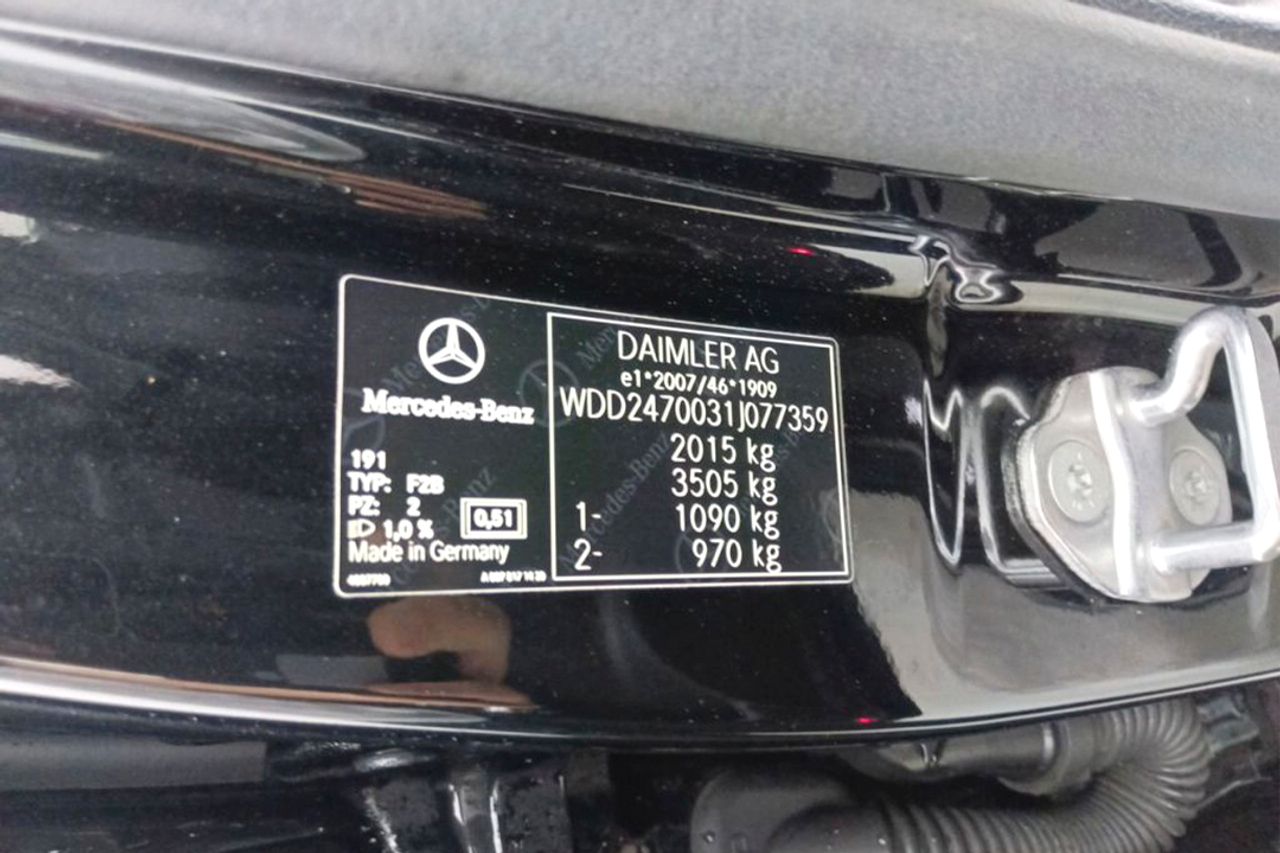 Mercedes-Benz
191
TYP: F2B
PZ: 2
1,0 %
0,51
Made in Germany
DAIMLER AG
e1*2007/46*1909
WDD2470031J077359
2015 kg
3505 kg
1- 1090 kg
2- 970 kg